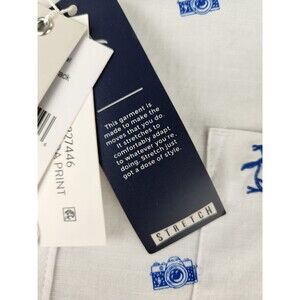 This garment is
made to make the
moves that you do.
It stretches to
comfortably adapt
to whatever you're
doing. Stretch just
got a dose of style.
STRETCH
27446
PRINT